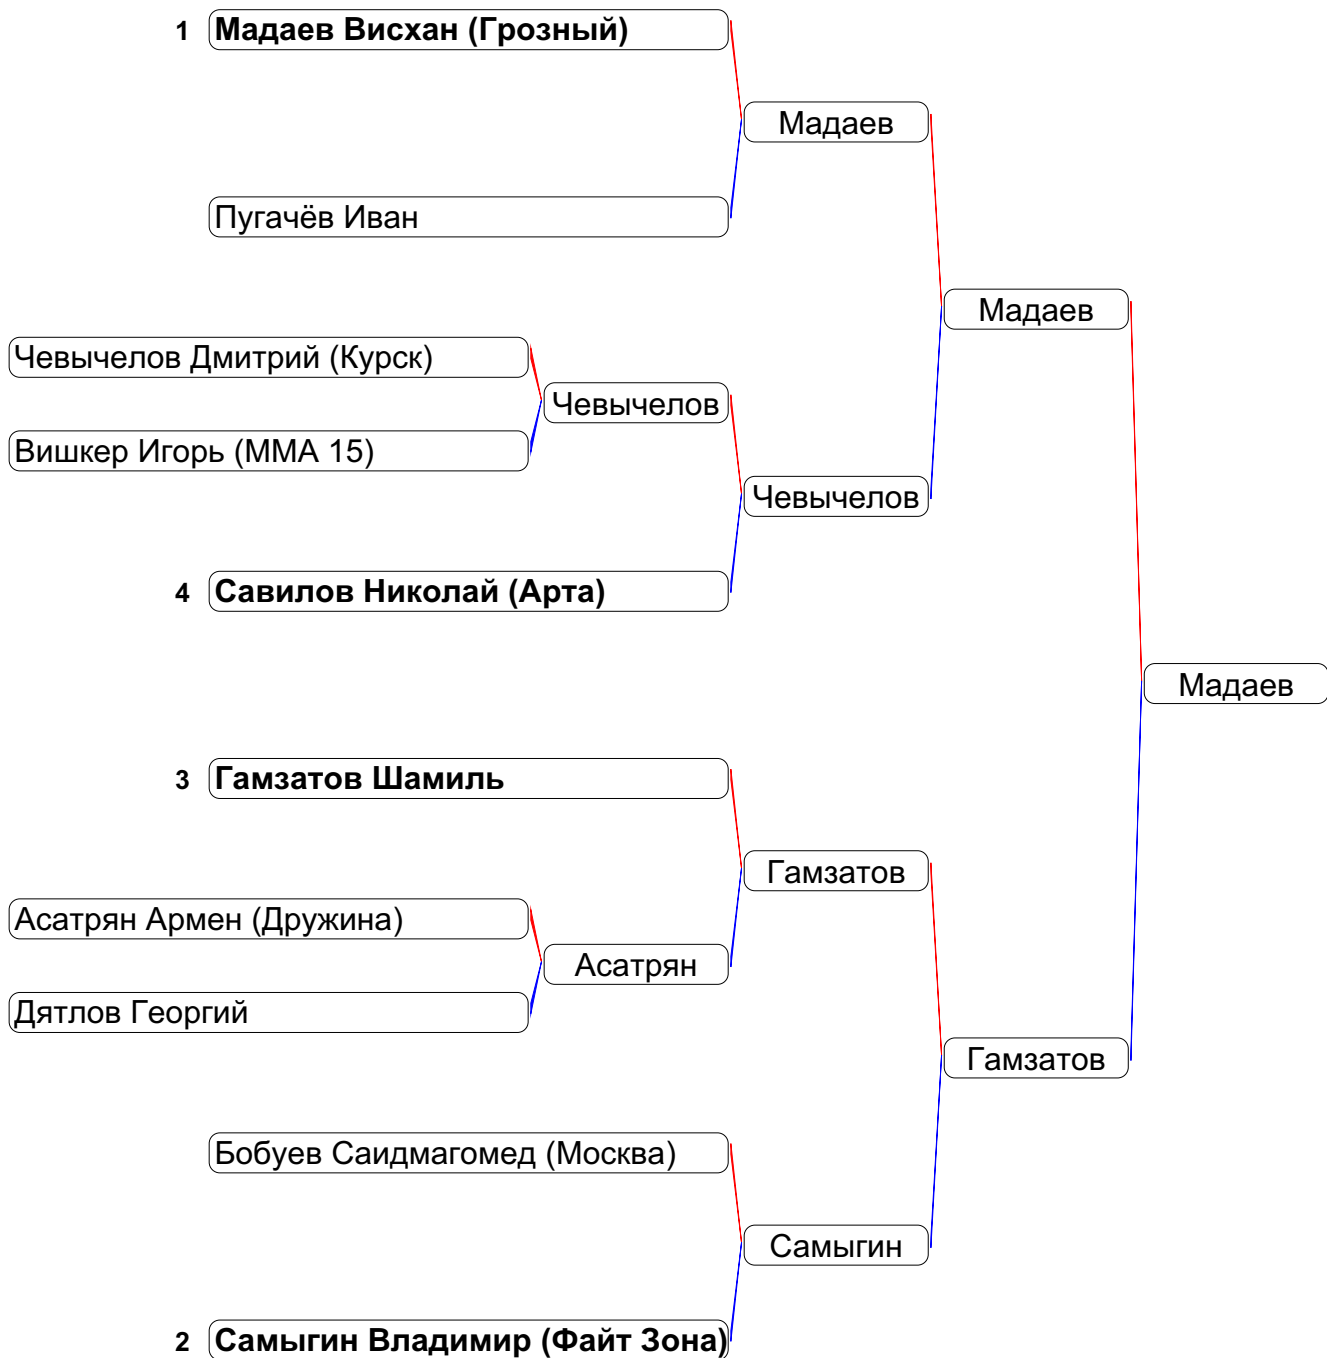 1 Мадаев Висхан (Грозный)
Мадаев
Пугачёв Иван
Мадаев
Чевычелов Дмитрий (Курск)
Чевычелов
Вишкер Игорь (ММА 15)
Чевычелов
4 Савилов Николай (Арта)
Мадаев
3 Гамзатов Шамиль
Гамзатов
Асатрян Армен (Дружина)
Асатрян
Дятлов Георгий
Гамзатов
Бобуев Саидмагомед (Москва)
Самыгин
2 Самыгин Владимир (Файт Зона)